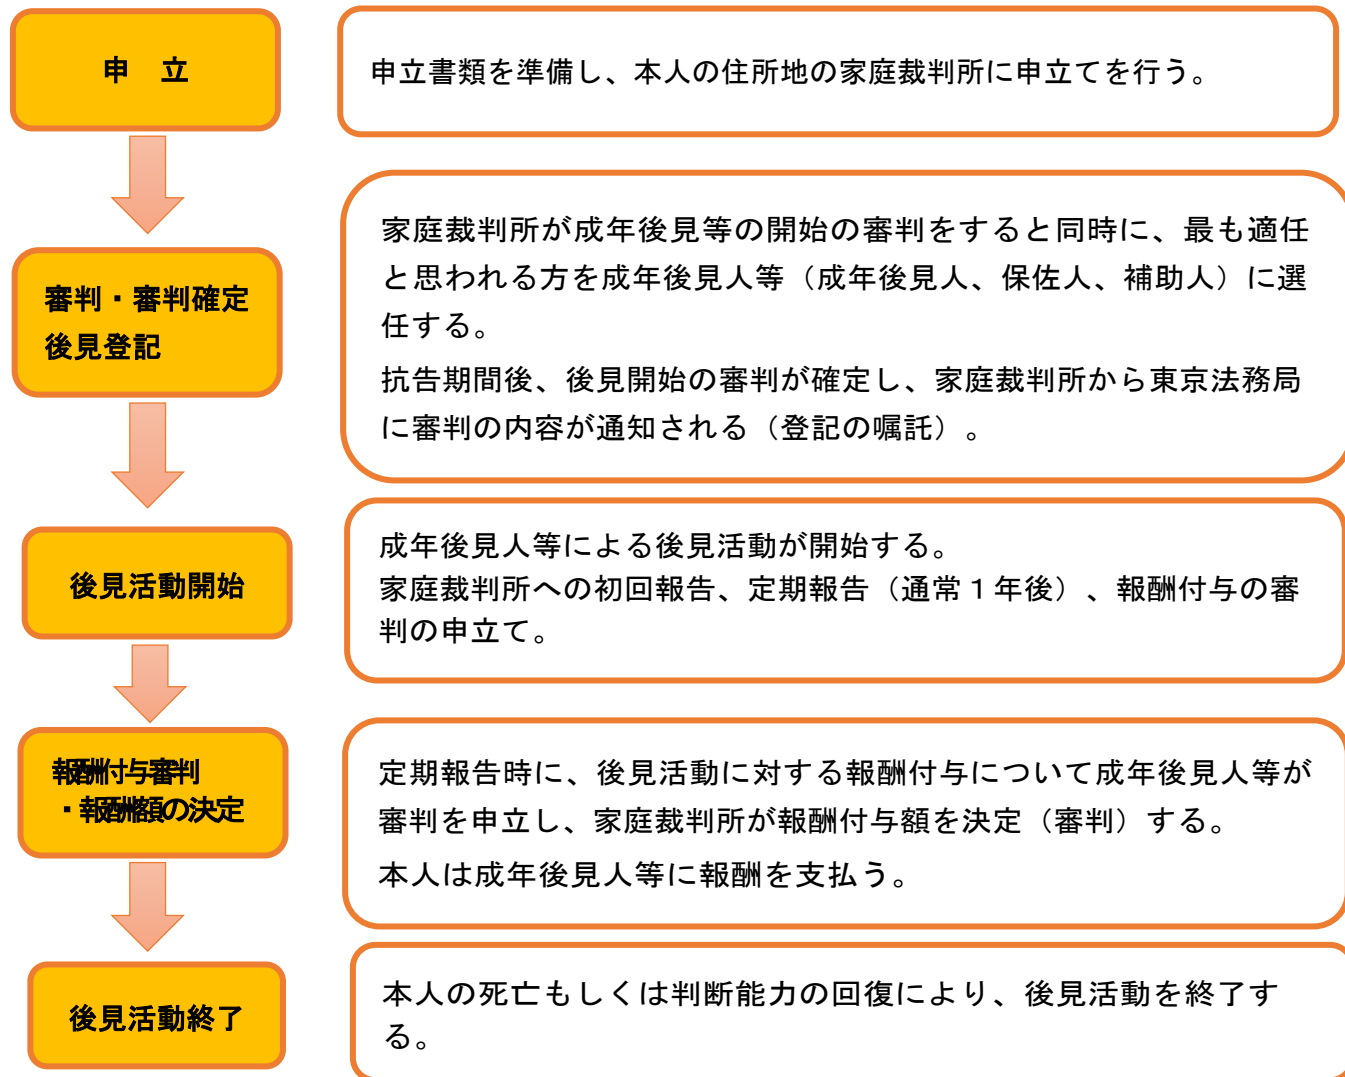 申　立
申立書類を準備し、本人の住所地の家庭裁判所に申立てを行う。
審判・審判確定
後見登記
家庭裁判所が成年後見等の開始の審判をすると同時に、最も適任
と思われる方を成年後見人等（成年後見人、保佐人、補助人）に選
任する。
抗告期間後、後見開始の審判が確定し、家庭裁判所から東京法務局
に審判の内容が通知される（登記の嘱託）。
後見活動開始
成年後見人等による後見活動が開始する。
家庭裁判所への初回報告、定期報告（通常１年後）、報酬付与の審
判の申立て。
報酬付与審判
・報酬額の決定
定期報告時に、後見活動に対する報酬付与について成年後見人等が
審判を申立し、家庭裁判所が報酬付与額を決定（審判）する。
本人は成年後見人等に報酬を支払う。
後見活動終了
本人の死亡もしくは判断能力の回復により、後見活動を終了す
る。